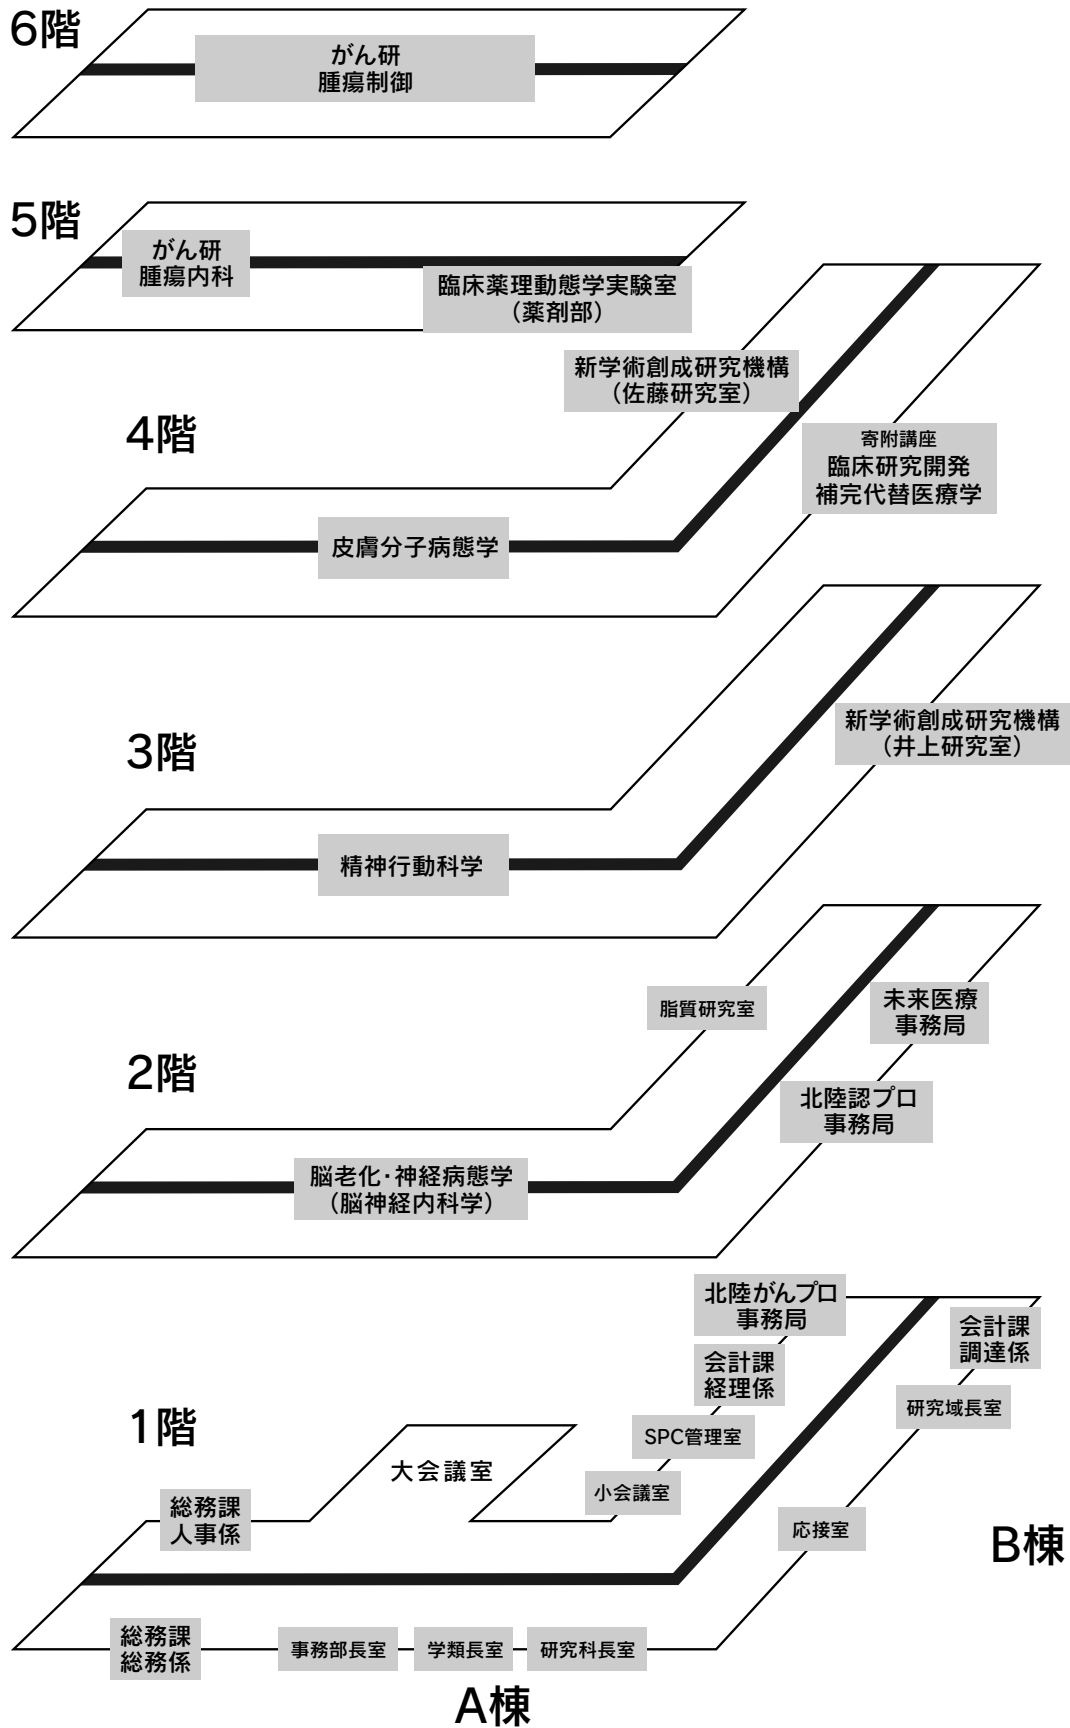 6階
がん研
腫瘍制御
5階
がん研
腫瘍内科
臨床薬理動態学実験室
（薬剤部）
4階
新学術創成研究機構
（佐藤研究室）
寄附講座
臨床研究開発
補完代替医療学
皮膚分子病態学
3階
新学術創成研究機構
（井上研究室）
精神行動科学
2階
脂質研究室
未来医療
事務局
北陸認プロ
事務局
脳老化・神経病態学
（脳神経内科学）
1階
北陸がんプロ
事務局
会計課
調達係
会計課
経理係
研究域長室
SPC管理室
大会議室
小会議室
総務課
人事係
応接室
B棟
総務課
総務係
事務部長室
学類長室
研究科長室
A棟